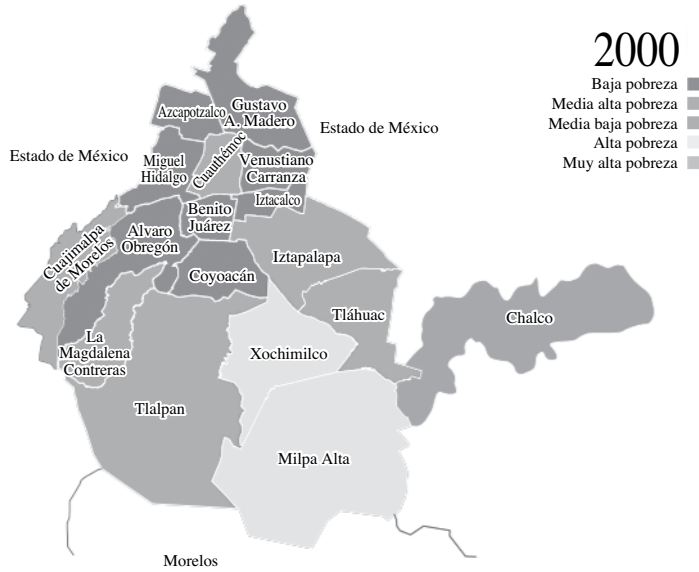 2000
Baja pobreza
Media alta pobreza
Media baja pobreza
Alta pobreza
Muy alta pobreza
Azcapotzalco
Gustavo
A. Madero
Estado de México
Estado de México
Miguel
Hidalgo
Cuauhthémoc
Venustiano
Carranza
Iztacalco
Benito
Juárez
Alvaro
Obregón
Cuajimalpa
de Morelos
Iztapalapa
Coyoacán
Tláhuac
Chalco
La
Magdalena
Contreras
Xochimilco
Tlalpan
Milpa Alta
Morelos